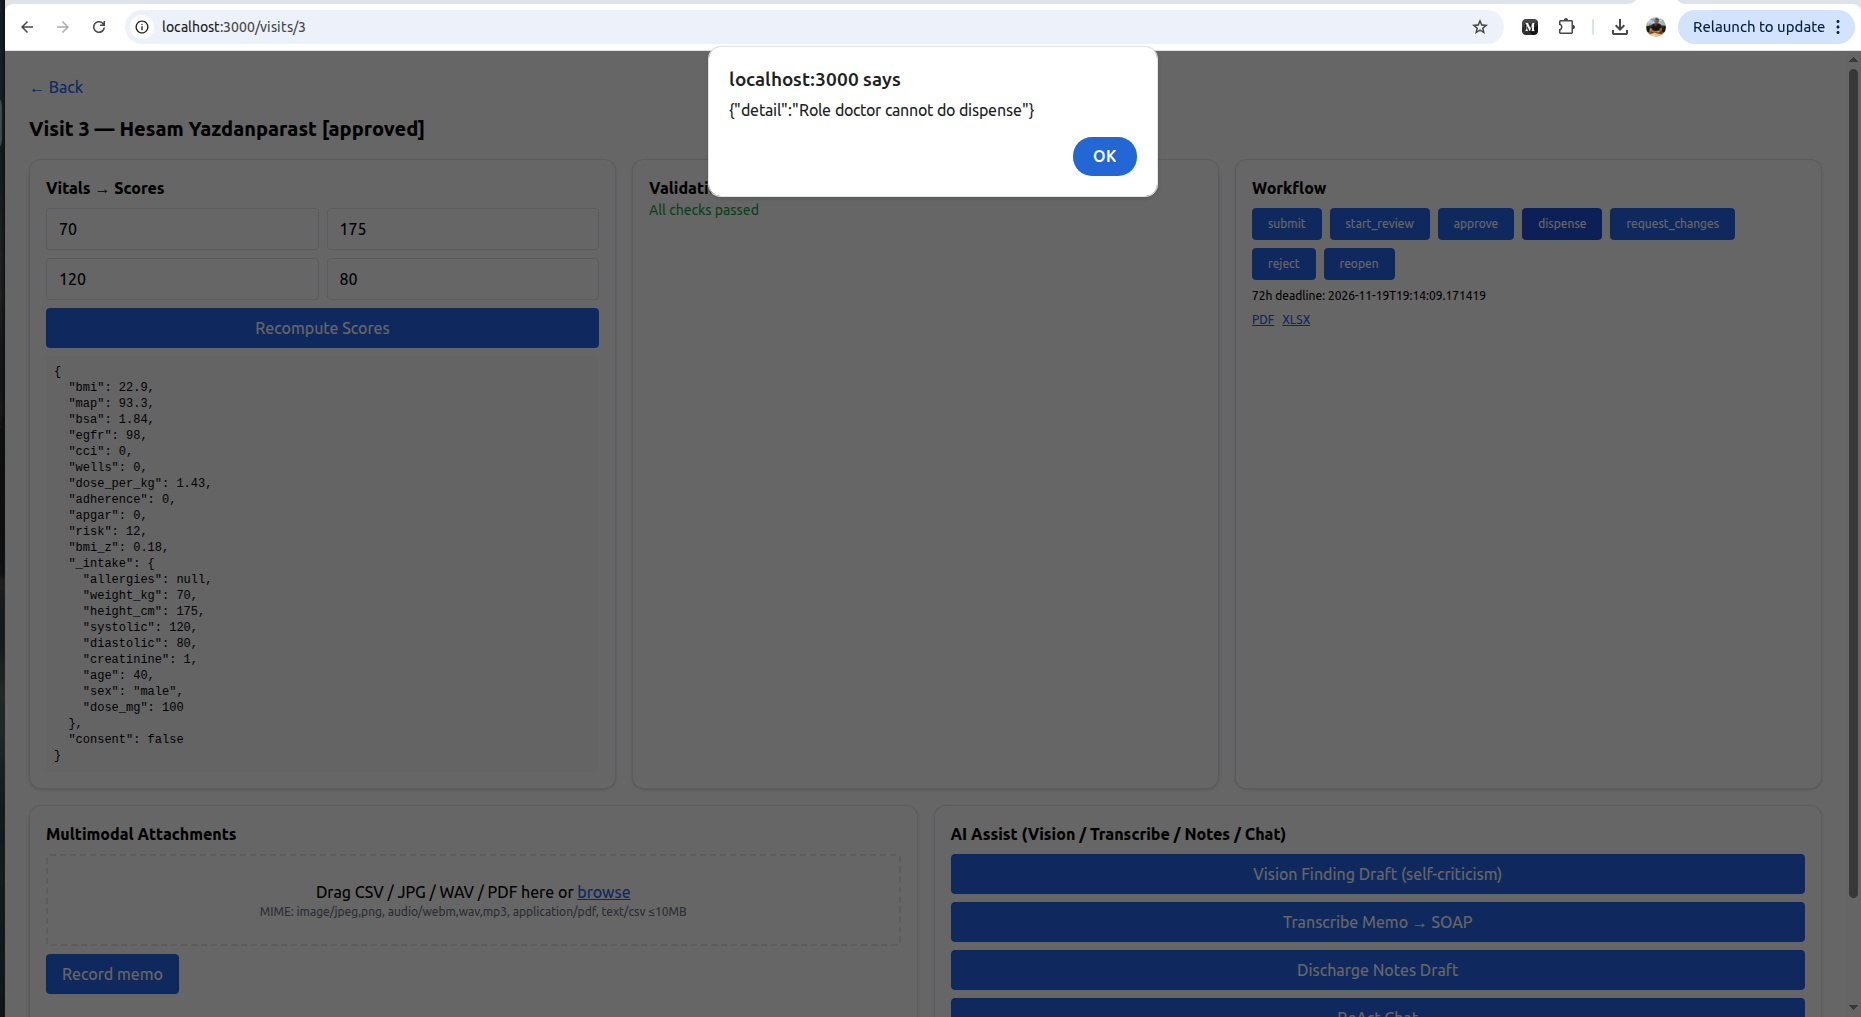 localhost:3000/visits/3
Relaunch to update
localhost:3000 says
{"detail":"Role doctor cannot do dispense"}
OK
← Back
Visit 3 — Hesam Yazdanparast [approved]
Vitals → Scores
70
175
120
80
Recompute Scores
{
  "bmi": 22.9,
  "map": 93.3,
  "bsa": 1.84,
  "egfr": 98,
  "cci": 0,
  "wells": 0,
  "dose_per_kg": 1.43,
  "adherence": 0,
  "apgar": 0,
  "risk": 12,
  "bmi_z": 0.18,
  "_intake": {
    "allergies": null,
    "weight_kg": 70,
    "height_cm": 175,
    "systolic": 120,
    "diastolic": 80,
    "creatinine": 1,
    "age": 40,
    "sex": "male",
    "dose_mg": 100
  },
  "consent": false
}
Validati
All checks passed
Workflow
submit
start_review
approve
dispense
request_changes
reject
reopen
72h deadline: 2026-11-19T19:14:09.171419
PDF XLSX
Multimodal Attachments
Drag CSV / JPG / WAV / PDF here or browse
MIME: image/jpeg,png, audio/webm,wav,mp3, application/pdf, text/csv ≤10MB
Record memo
AI Assist (Vision / Transcribe / Notes / Chat)
Vision Finding Draft (self-criticism)
Transcribe Memo → SOAP
Discharge Notes Draft
ReAct Chat